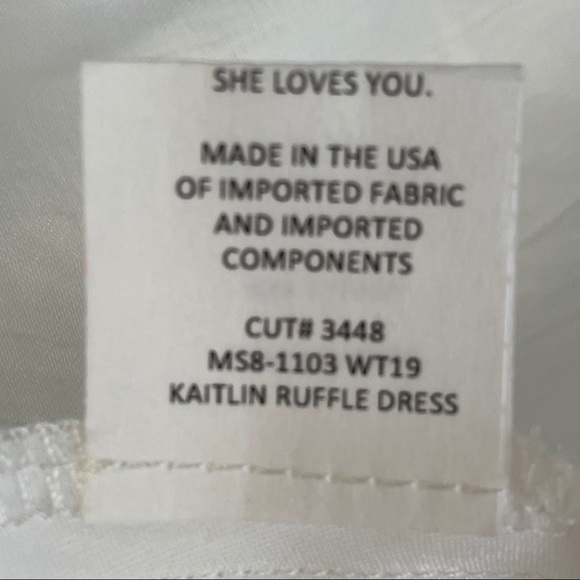 SHE LOVES YOU.
MADE IN THE USA
OF IMPORTED FABRIC
AND IMPORTED
COMPONENTS
CUT# 3448
MS8-1103 WT19
KAITLIN RUFFLE DRESS